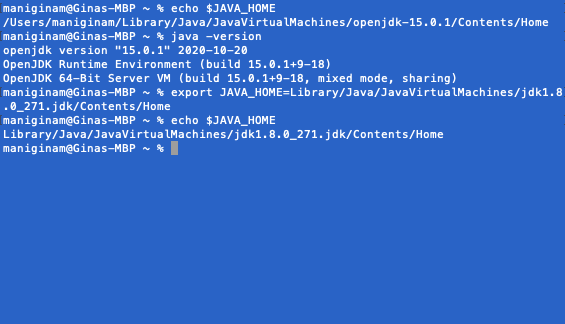 maniginam@Ginas-MBP ~ % echo $JAVA_HOME
/Users/maniginam/Library/Java/JavaVirtualMachines/openjdk-15.0.1/Contents/Home
maniginam@Ginas-MBP ~ % java -version
openjdk version "15.0.1" 2020-10-20
OpenJDK Runtime Environment (build 15.0.1+9-18)
OpenJDK 64-Bit Server VM (build 15.0.1+9-18, mixed mode, sharing)
maniginam@Ginas-MBP ~ % export JAVA_HOME=Library/Java/JavaVirtualMachines/jdk1.8
.0_271.jdk/Contents/Home
maniginam@Ginas-MBP ~ % echo $JAVA_HOME
Library/Java/JavaVirtualMachines/jdk1.8.0_271.jdk/Contents/Home
maniginam@Ginas-MBP ~ %